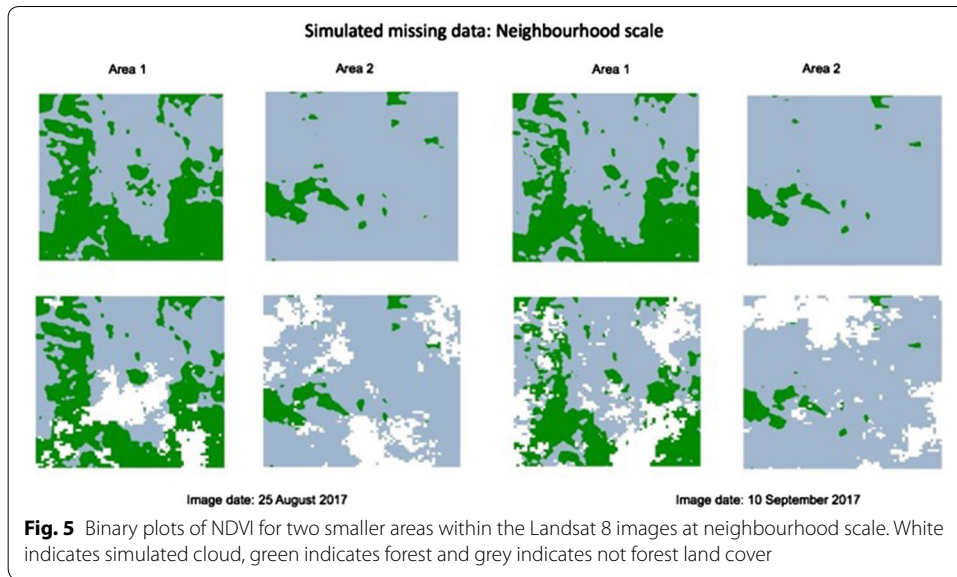 Simulated missing data: Neighbourhood scale
Area 1
Area 2
Area 1
Area 2
Image date: 25 August 2017
Image date: 10 September 2017
Fig. 5 Binary plots of NDVI for two smaller areas within the Landsat 8 images at neighbourhood scale. White
indicates simulated cloud, green indicates forest and grey indicates not forest land cover